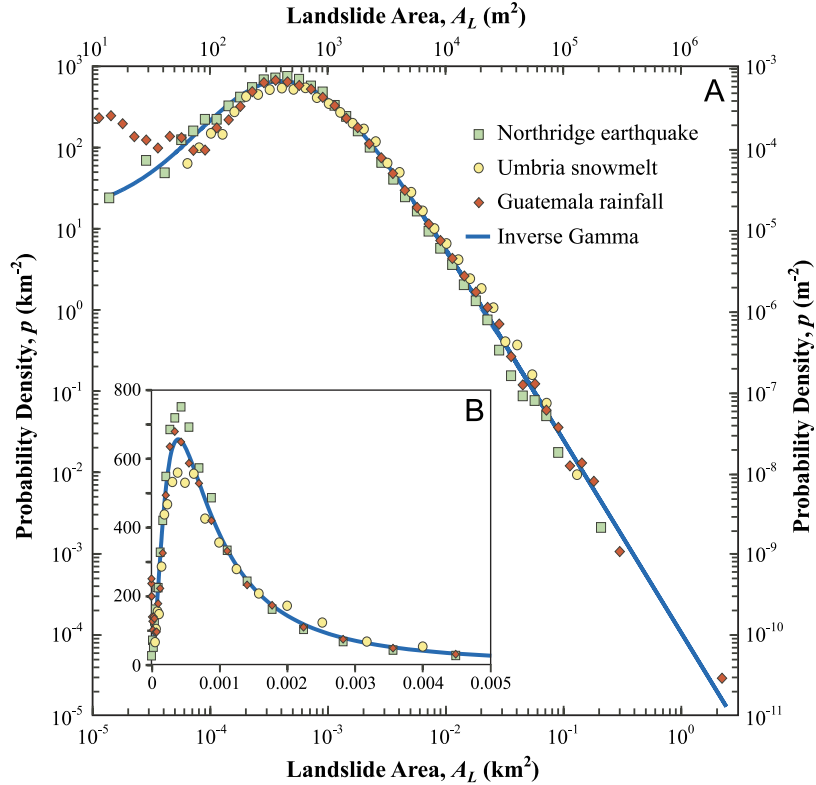 Landslide Area, A_L (m²)
10¹ 10² 10³ 10⁴ 10⁵ 10⁶
A
Northridge earthquake
Umbria snowmelt
Guatemala rainfall
Inverse Gamma
Probability Density, p (km⁻²)
10³
10²
10¹
10⁰
10⁻¹
10⁻²
10⁻³
10⁻⁴
10⁻⁵
Probability Density, p (m⁻²)
10⁻³
10⁻⁴
10⁻⁵
10⁻⁶
10⁻⁷
10⁻⁸
10⁻⁹
10⁻¹⁰
10⁻¹¹
B
800
600
400
200
0
0 0.001 0.002 0.003 0.004 0.005
10⁻⁵ 10⁻⁴ 10⁻³ 10⁻² 10⁻¹ 10⁰
Landslide Area, A_L (km²)